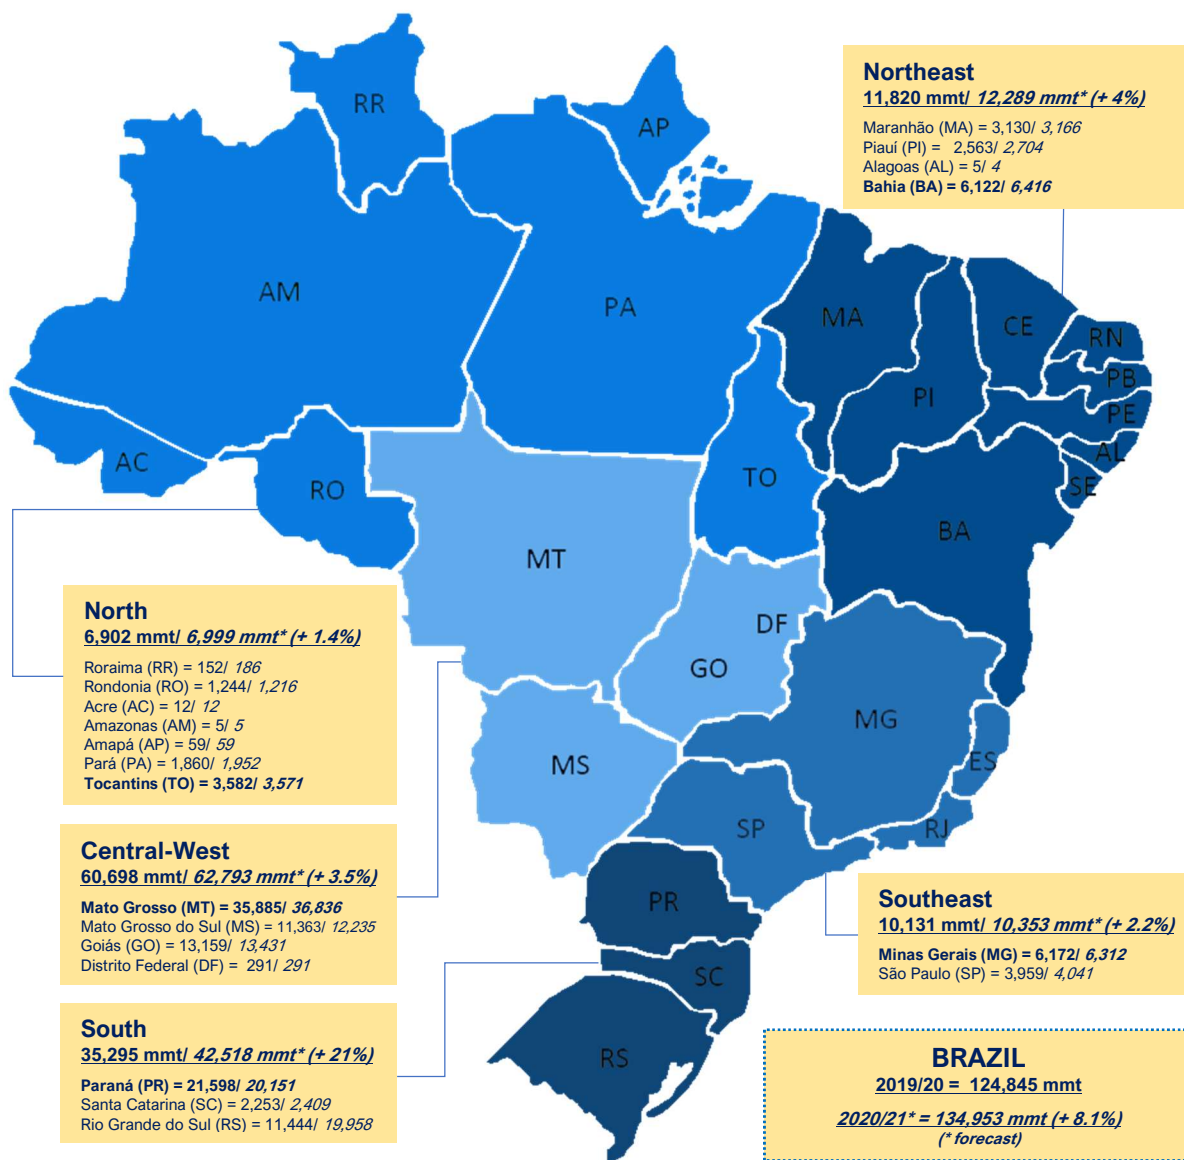 Northeast
11,820 mmt/ 12,289 mmt* (+ 4%)
Maranhão (MA) = 3,130/ 3,166
Piauí (PI) = 2,563/ 2,704
Alagoas (AL) = 5/ 4
Bahia (BA) = 6,122/ 6,416
RR
AP
AM
PA
MA
CE
RN
PB
PI
PE
AL
AC
RO
TO
SE
BA
MT
DF
GO
MG
MS
ES
SP
RJ
PR
SC
RS
North
6,902 mmt/ 6,999 mmt* (+ 1.4%)
Roraima (RR) = 152/ 186
Rondonia (RO) = 1,244/ 1,216
Acre (AC) = 12/ 12
Amazonas (AM) = 5/ 5
Amapá (AP) = 59/ 59
Pará (PA) = 1,860/ 1,952
Tocantins (TO) = 3,582/ 3,571
Central-West
60,698 mmt/ 62,793 mmt* (+ 3.5%)
Mato Grosso (MT) = 35,885/ 36,836
Mato Grosso do Sul (MS) = 11,363/ 12,235
Goiás (GO) = 13,159/ 13,431
Distrito Federal (DF) = 291/ 291
Southeast
10,131 mmt/ 10,353 mmt* (+ 2.2%)
Minas Gerais (MG) = 6,172/ 6,312
São Paulo (SP) = 3,959/ 4,041
South
35,295 mmt/ 42,518 mmt* (+ 21%)
Paraná (PR) = 21,598/ 20,151
Santa Catarina (SC) = 2,253/ 2,409
Rio Grande do Sul (RS) = 11,444/ 19,958
BRAZIL
2019/20 = 124,845 mmt
2020/21* = 134,953 mmt (+ 8.1%)
(* forecast)